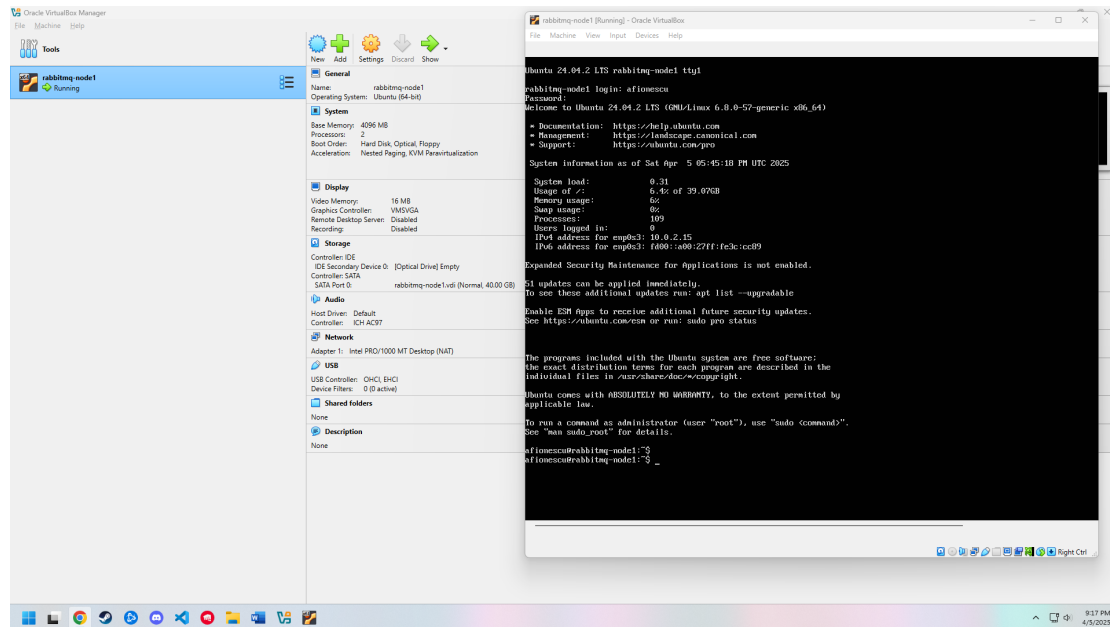 Oracle VirtualBox Manager
File Machine Help
Tools
rabbitmq-node1
Running
New Add Settings Discard Show
General
Name: rabbitmq-node1
Operating System: Ubuntu (64-bit)
System
Base Memory: 4096 MB
Processors: 2
Boot Order: Hard Disk, Optical, Floppy
Acceleration: Nested Paging, KVM Paravirtualization
Display
Video Memory: 16 MB
Graphics Controller: VMSVGA
Remote Desktop Server: Disabled
Recording: Disabled
Storage
Controller: IDE
IDE Secondary Device 0: [Optical Drive] Empty
Controller: SATA
SATA Port 0: rabbitmq-node1.vdi (Normal, 40.00 GB)
Audio
Host Driver: Default
Controller: ICH AC97
Network
Adapter 1: Intel PRO/1000 MT Desktop (NAT)
USB
USB Controller: OHCI, EHCI
Device Filters: 0 (0 active)
Shared folders
None
Description
None
rabbitmq-node1 [Running] - Oracle VirtualBox
File Machine View Input Devices Help
Ubuntu 24.04.2 LTS rabbitmq-node1 tty1
rabbitmq-node1 login: afionescu
Password:
Welcome to Ubuntu 24.04.2 LTS (GNU/Linux 6.8.0-57-generic x86_64)
* Documentation: https://help.ubuntu.com
* Management: https://landscape.canonical.com
* Support: https://ubuntu.com/pro
System information as of Sat Apr 5 05:45:18 PM UTC 2025
System load: 0.31
Usage of /: 6.4% of 39.07GB
Memory usage: 6%
Swap usage: 0%
Processes: 109
Users logged in: 0
IPv4 address for enp0s3: 10.0.2.15
IPv6 address for enp0s3: fd00::a00:27ff:fe3c:cc89
Expanded Security Maintenance for Applications is not enabled.
51 updates can be applied immediately.
To see these additional updates run: apt list --upgradable
Enable ESM Apps to receive additional future security updates.
See https://ubuntu.com/esm or run: sudo pro status
The programs included with the Ubuntu system are free software;
the exact distribution terms for each program are described in the
individual files in /usr/share/doc/*/copyright.
Ubuntu comes with ABSOLUTELY NO WARRANTY, to the extent permitted by
applicable law.
To run a command as administrator (user "root"), use "sudo <command>".
See "man sudo_root" for details.
afionescu@rabbitmq-node1:~$
afionescu@rabbitmq-node1:~$ _
Right Ctrl
9:17 PM
4/5/2025